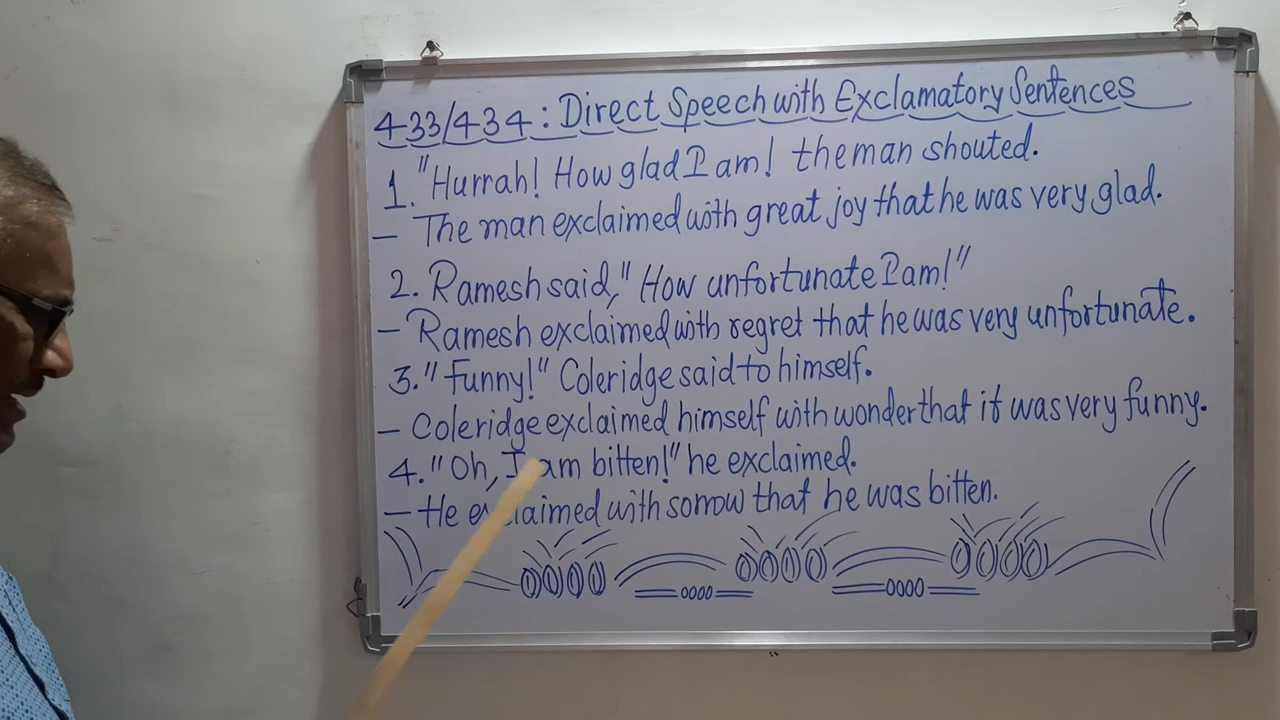 433/434 : Direct Speech with Exclamatory Sentences
1. "Hurrah! How glad I am! the man shouted.
– The man exclaimed with great joy that he was very glad.
2. Ramesh said, "How unfortunate I am!"
– Ramesh exclaimed with regret that he was very unfortunate.
3. "Funny!" Coleridge said to himself.
– Coleridge exclaimed himself with wonder that it was very funny.
4. "Oh, I am bitten!" he exclaimed.
– He exclaimed with sorrow that he was bitten.